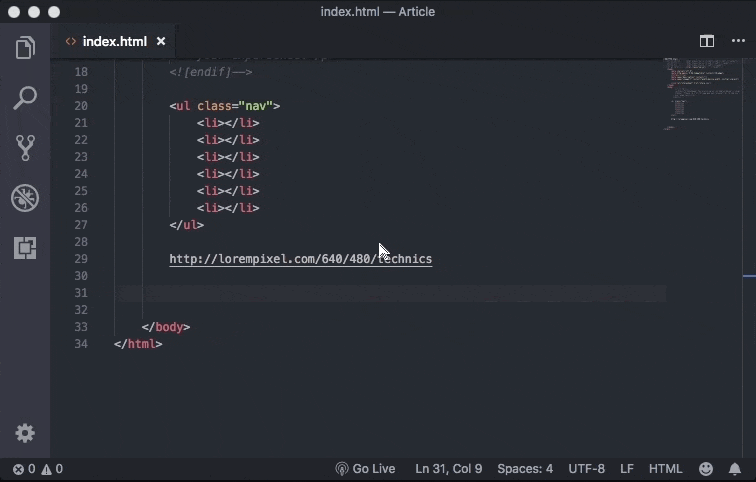 index.html — Article
<> index.html ×
18 <![endif]-->
19
20 <ul class="nav">
21 <li></li>
22 <li></li>
23 <li></li>
24 <li></li>
25 <li></li>
26 <li></li>
27 </ul>
28
29 http://lorempixel.com/640/480/technics
30
31
32
33 </body>
34 </html>
0 0 Go Live Ln 31, Col 9 Spaces: 4 UTF-8 LF HTML